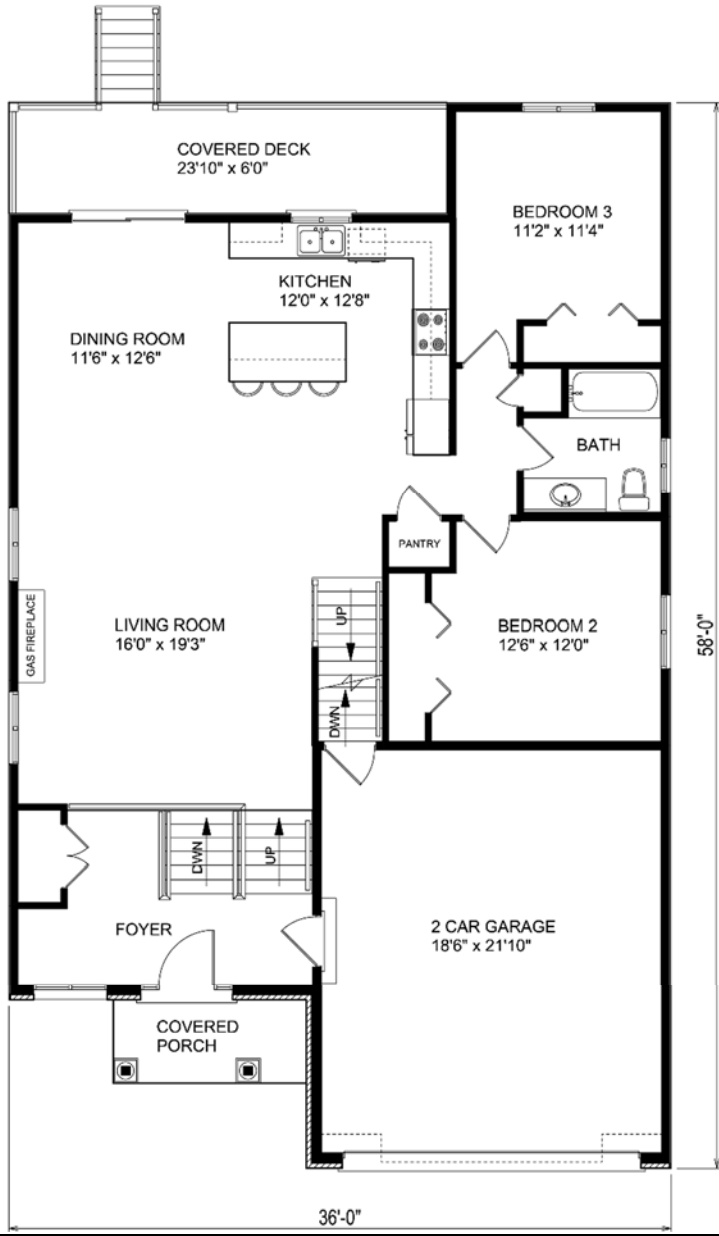 COVERED DECK
23'10" x 6'0"
BEDROOM 3
11'2" x 11'4"
KITCHEN
12'0" x 12'8"
DINING ROOM
11'6" x 12'6"
BATH
PANTRY
GAS FIREPLACE
LIVING ROOM
16'0" x 19'3"
UP
DWN
BEDROOM 2
12'6" x 12'0"
58'-0"
DWN
UP
FOYER
2 CAR GARAGE
18'6" x 21'10"
COVERED
PORCH
36'-0"